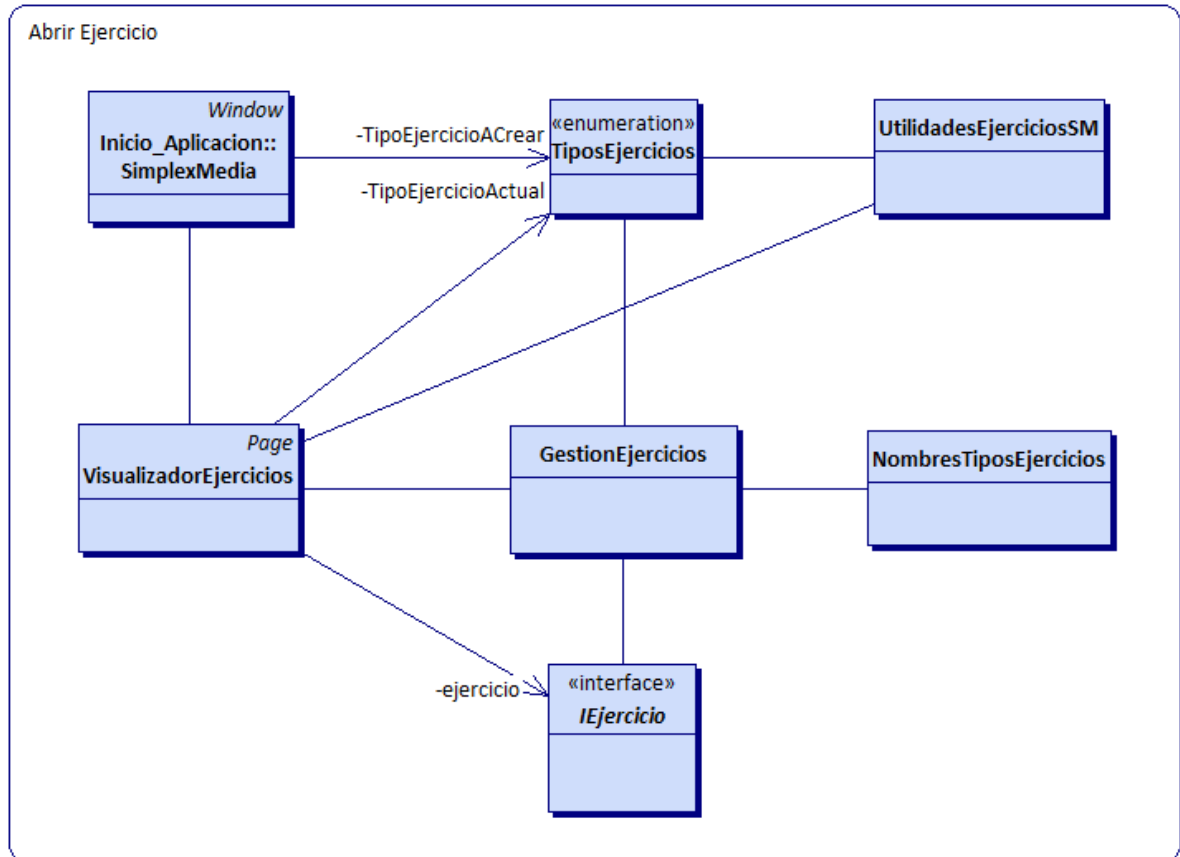 Abrir Ejercicio
Window
Inicio_Aplicacion::
SimplexMedia
-TipoEjercicioACrear
-TipoEjercicioActual
«enumeration»
TiposEjercicios
UtilidadesEjerciciosSM
Page
VisualizadorEjercicios
GestionEjercicios
NombresTiposEjercicios
-ejercicio
«interface»
IEjercicio